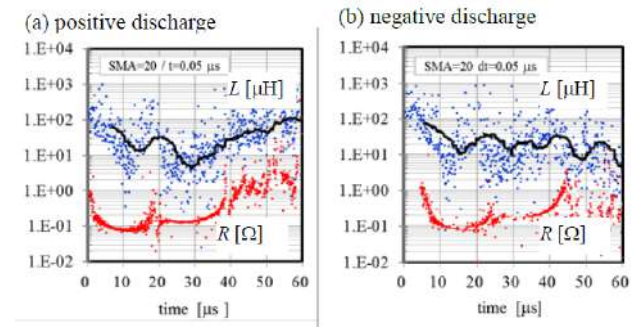 (a) positive discharge
1.E+04
1.E+03
1.E+02
1.E+01
1.E+00
1.E-01
1.E-02
SMA=20 / t=0.05 μs
L [μH]
R [Ω]
0 10 20 30 40 50 60
time [μs]
(b) negative discharge
1.E+04
1.E+03
1.E+02
1.E+01
1.E+00
1.E-01
1.E-02
SMA=20 dt=0.05 μs
L [μH]
R [Ω]
0 10 20 30 40 50 60
time [μs]